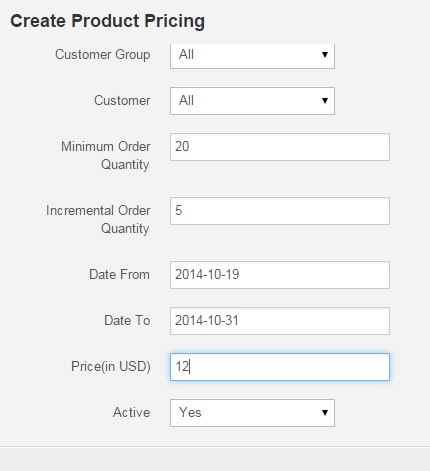 Create Product Pricing
Customer Group All
Customer All
Minimum Order 20
Quantity
Incremental Order 5
Quantity
Date From 2014-10-19
Date To 2014-10-31
Price(in USD) 12
Active Yes